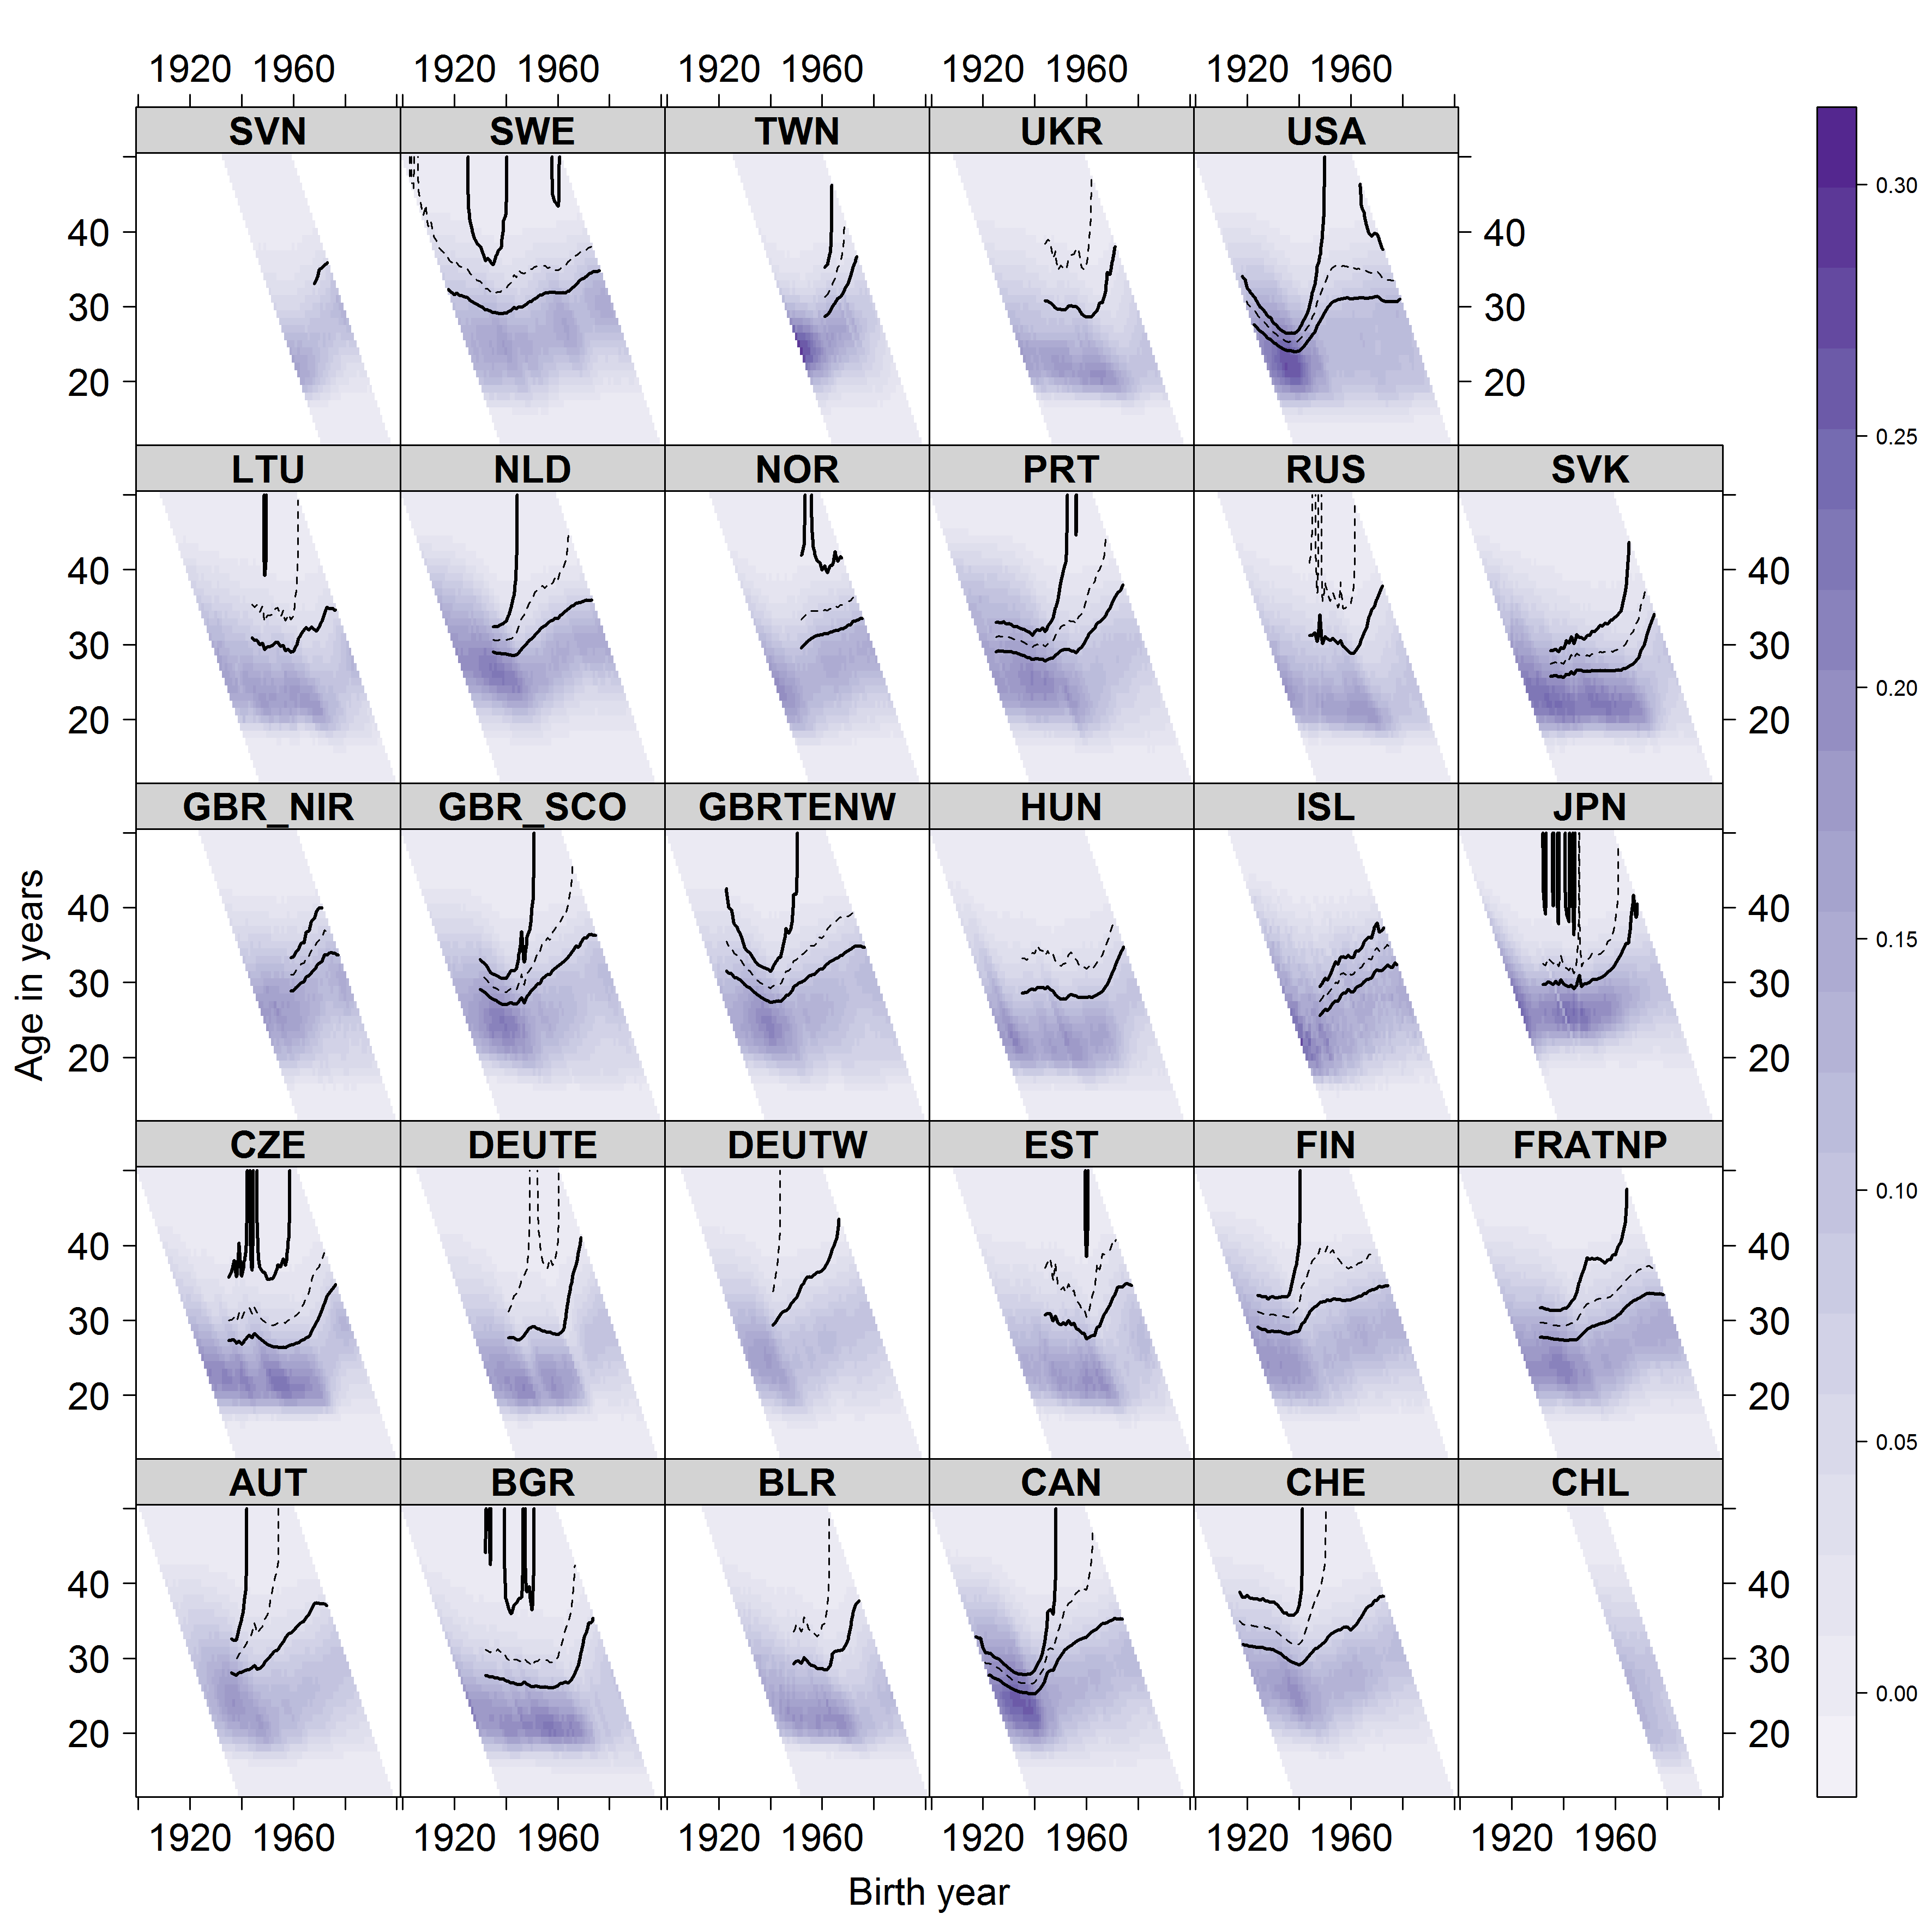 1920 1960 1920 1960 1920 1960 1920 1960 1920 1960
SVN SWE TWN UKR USA
0.30
40 40
30 30
20 20
0.25
LTU NLD NOR PRT RUS SVK
40 40
30 30
0.20
20 20
GBR_NIR GBR_SCO GBRTENW HUN ISL JPN
Age in years
40 40
0.15
30 30
20 20
CZE DEUTE DEUTW EST FIN FRATNP
0.10
40 40
30 30
20 20
0.05
AUT BGR BLR CAN CHE CHL
40 40
30 30
0.00
20 20
1920 1960 1920 1960 1920 1960 1920 1960 1920 1960 1920 1960
Birth year